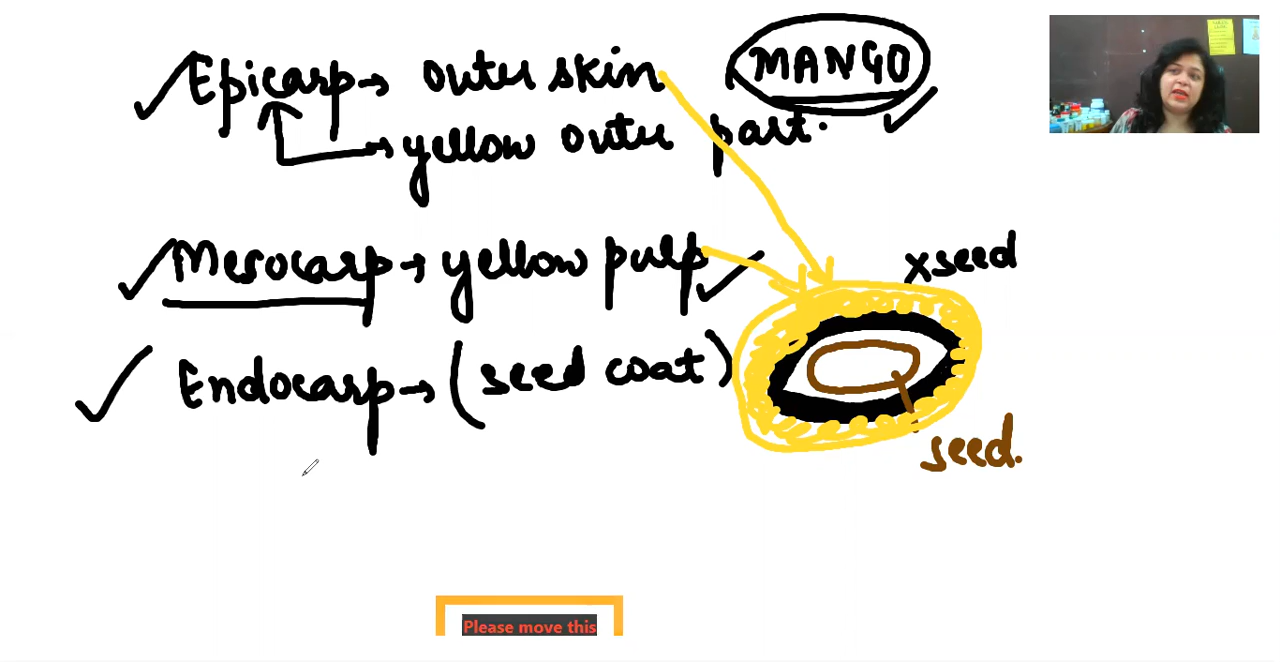 Epicarp → outer skin
MANGO
→ yellow outer part.
Mesocarp → yellow pulp
x seed
Endocarp → (seed coat)
seed.
Please move this